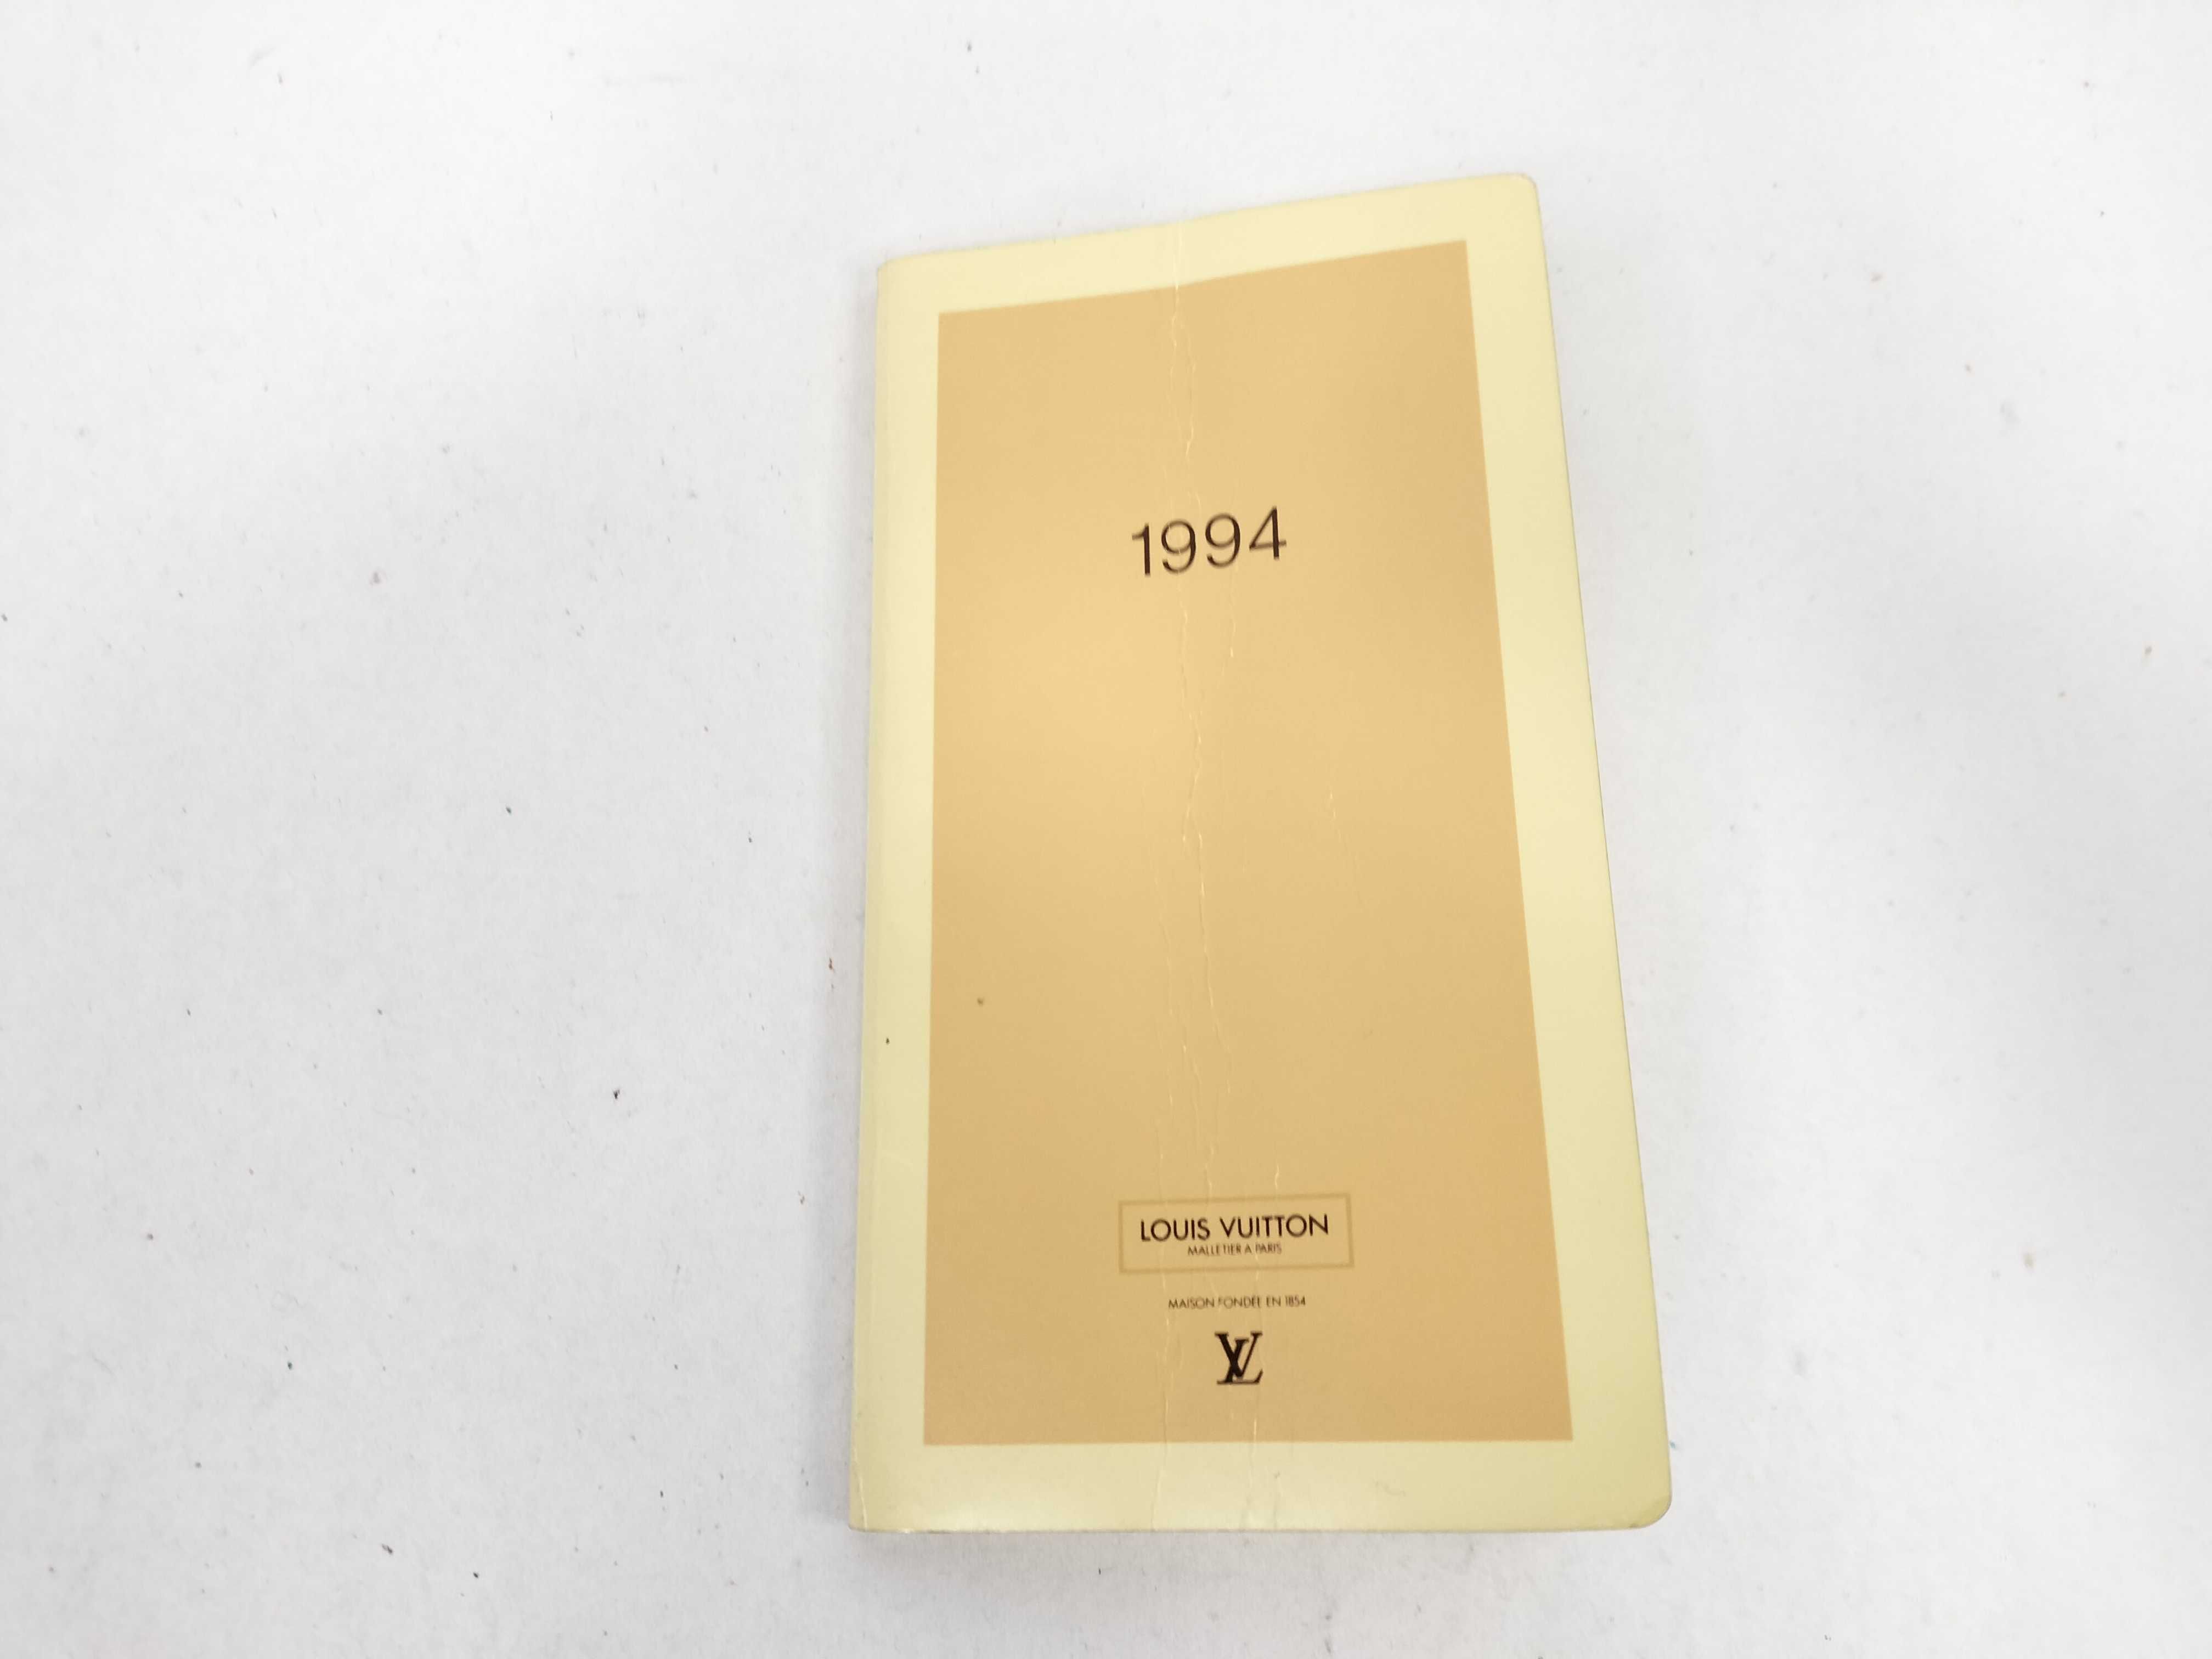 1994
LOUIS VUITTON
MALLETIER A PARIS
MAISON FONDÉE EN 1854
LV